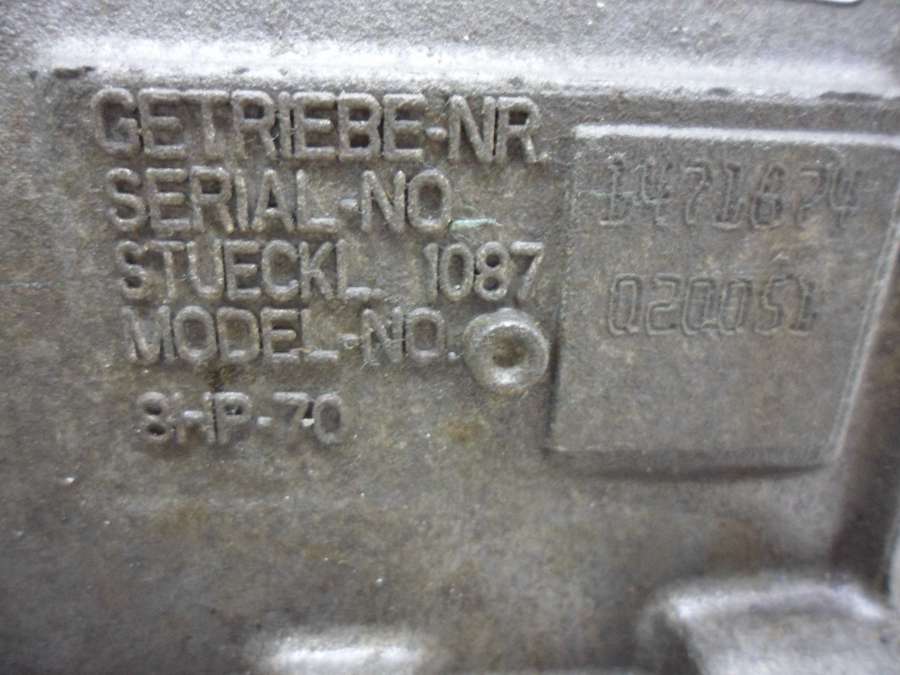 GETRIEBE-NR.
SERIAL-NO.
STUECKL. 1087
MODEL-NO.
8HP-70
1471674
020051